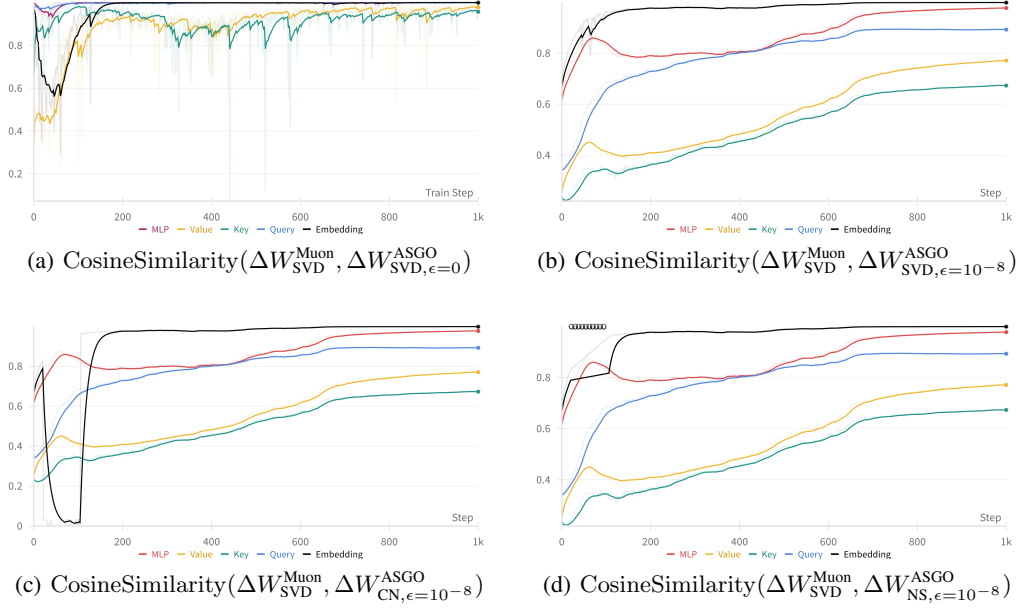 0.8
0.6
0.4
0.2
Train Step
0 200 400 600 800 1k
MLP Value Key Query Embedding
(a) CosineSimilarity(ΔW^Muon_SVD, ΔW^ASGO_SVD,ϵ=0)
1
0.8
0.6
0.4
Step
0 200 400 600 800 1k
MLP Value Key Query Embedding
(b) CosineSimilarity(ΔW^Muon_SVD, ΔW^ASGO_SVD,ϵ=10^−8)
1
0.8
0.6
0.4
0.2
0
Step
0 200 400 600 800 1k
MLP Value Key Query Embedding
(c) CosineSimilarity(ΔW^Muon_SVD, ΔW^ASGO_CN,ϵ=10^−8)
1
0.8
0.6
0.4
Step
0 200 400 600 800 1k
MLP Value Key Query Embedding
(d) CosineSimilarity(ΔW^Muon_SVD, ΔW^ASGO_NS,ϵ=10^−8)